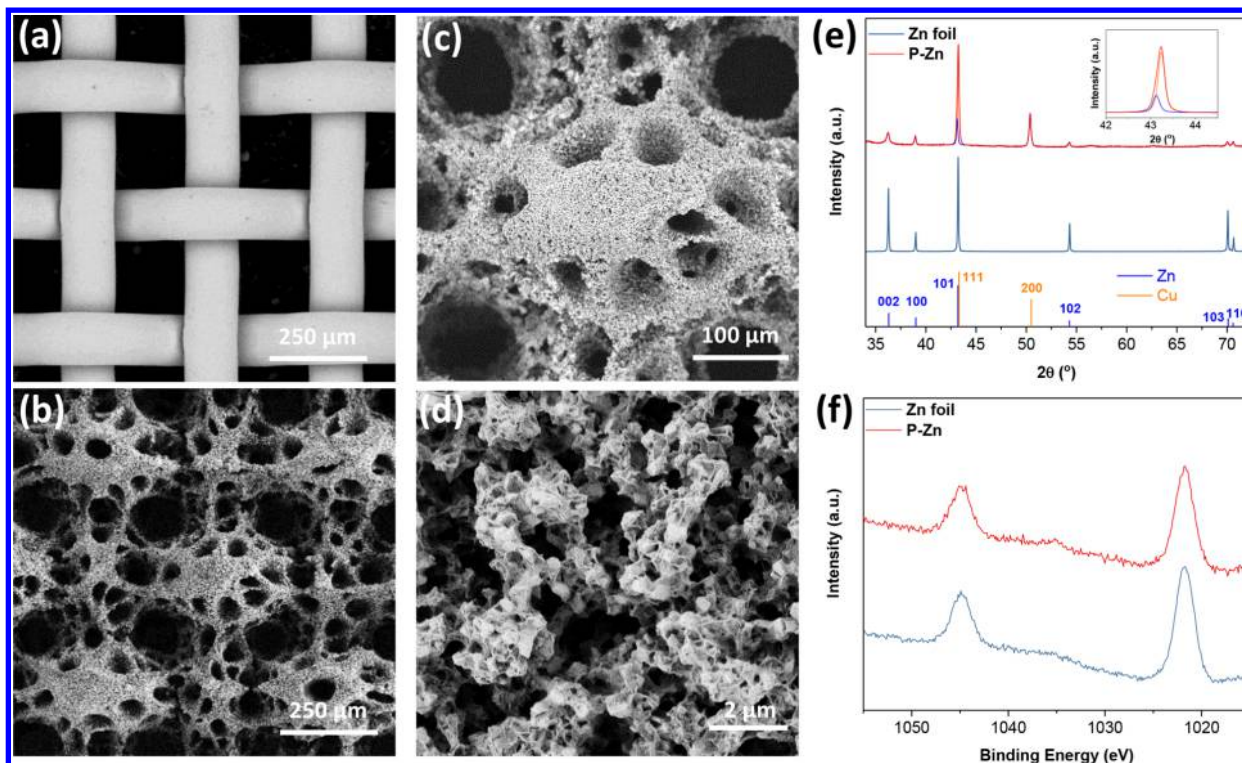 (a)
250 µm
(b)
250 µm
(c)
100 µm
(d)
2 µm
(e)
Zn foil
P-Zn
Intensity (a.u.)
42 43 44
2θ (°)
Intensity (a.u.)
Zn
Cu
002 100 101 111 200 102 103 110
35 40 45 50 55 60 65 70
2θ (°)
(f)
Zn foil
P-Zn
Intensity (a.u.)
1050 1040 1030 1020
Binding Energy (eV)